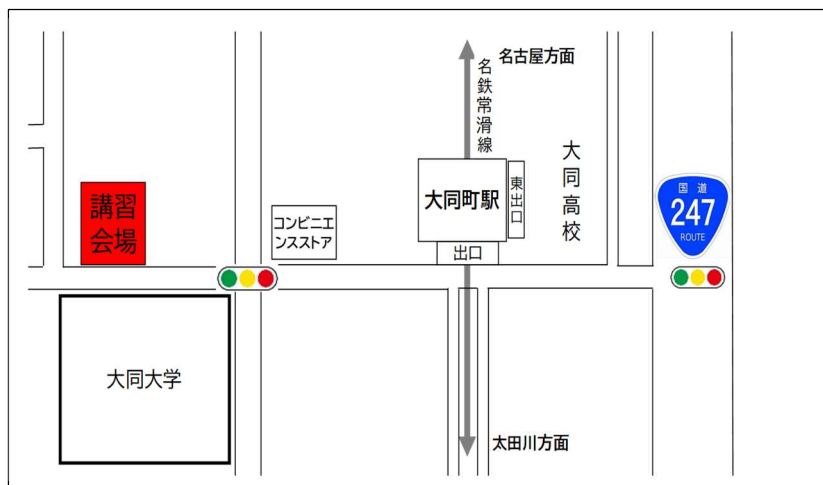 名古屋方面
名鉄常滑線
大同高校
大同町駅
東出口
出口
国道
247
ROUTE
講習
会場
コンビニエ
ンスストア
大同大学
太田川方面